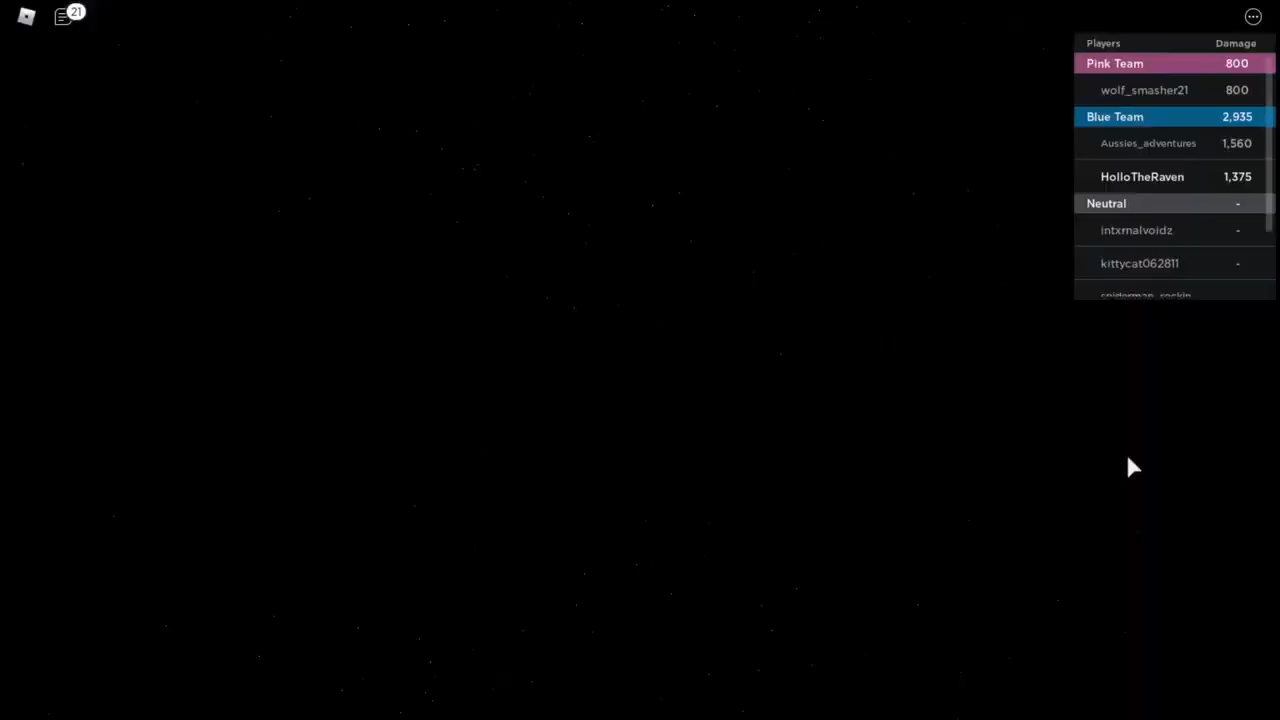 21
Players Damage
Pink Team 800
wolf_smasher21 800
Blue Team 2,935
Aussies_adventures 1,560
HolloTheRaven 1,375
Neutral -
intxrnalvoidz -
kittycat062811 -
spiderman_rockin